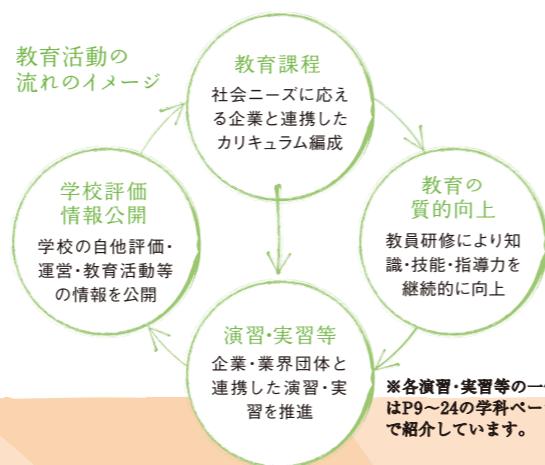 教育活動の
流れのイメージ
教育課程
社会ニーズに応え
る企業と連携した
カリキュラム編成
教育の
質的向上
教員研修により知
識・技能・指導力を
継続的に向上
学校評価
情報公開
学校の自他評価・
運営・教育活動等
の情報を公開
演習・実習等
企業・業界団体と
連携した演習・実
習を推進
※各演習・実習等の一
はP9〜24の学科ペー
で紹介しています。